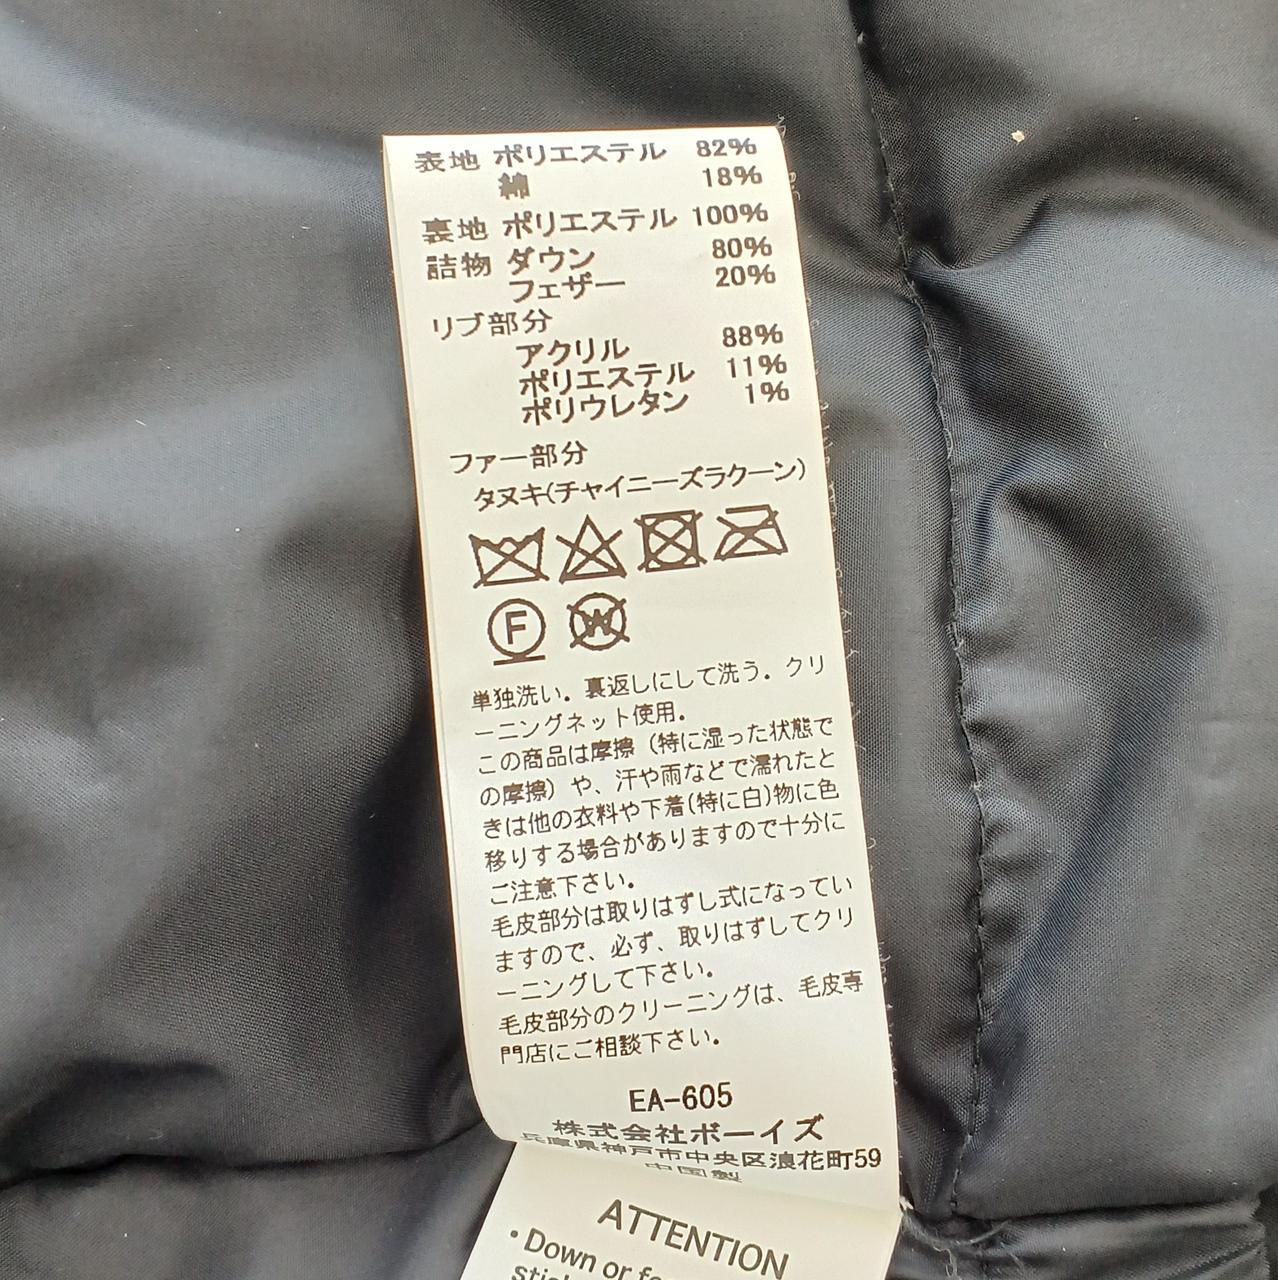 表地 ポリエステル 82%
綿 18%
裏地 ポリエステル 100%
詰物 ダウン 80%
フェザー 20%
リブ部分
アクリル 88%
ポリエステル 11%
ポリウレタン 1%
ファー部分
タヌキ(チャイニーズラクーン)
F W
単独洗い。裏返しにして洗う。クリ
ーニングネット使用。
この商品は摩擦（特に湿った状態で
の摩擦）や、汗や雨などで濡れたと
きは他の衣料や下着(特に白)物に色
移りする場合がありますので十分に
ご注意下さい。
毛皮部分は取りはずし式になってい
ますので、必ず、取りはずしてクリ
ーニングして下さい。
毛皮部分のクリーニングは、毛皮専
門店にご相談下さい。
EA-605
株式会社ボーイズ
兵庫県神戸市中央区浪花町59
中国製
ATTENTION
• Down or